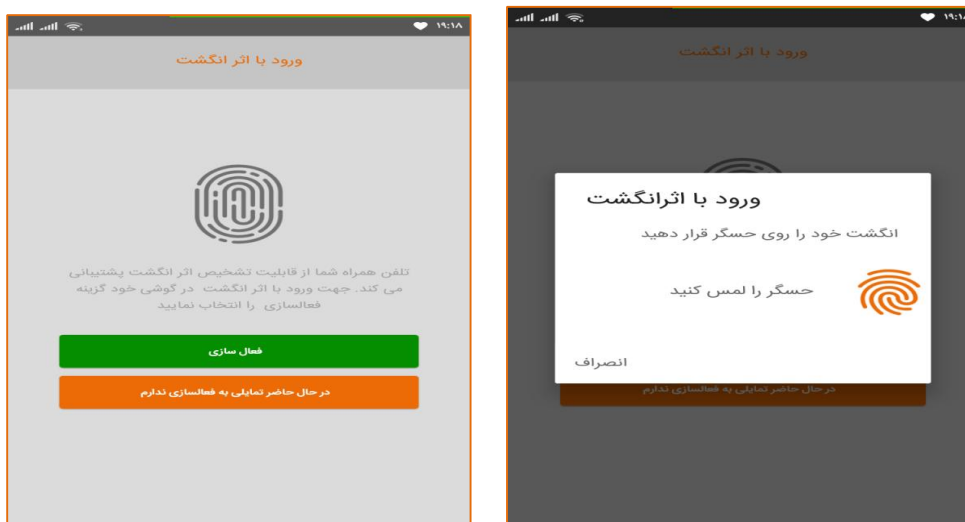 ۱۹:۱۸
ورود با اثر انگشت
تلفن همراه شما از قابلیت تشخیص اثر انگشت پشتیبانی
می کند. جهت ورود با اثر انگشت در گوشی خود گزینه
فعالسازی را انتخاب نمایید
فعال سازی
در حال حاضر تمایلی به فعالسازی ندارم
۱۹:۱۸
ورود با اثر انگشت
ورود با اثرانگشت
انگشت خود را روی حسگر قرار دهید
حسگر را لمس کنید
انصراف
در حال حاضر تمایلی به فعالسازی ندارم